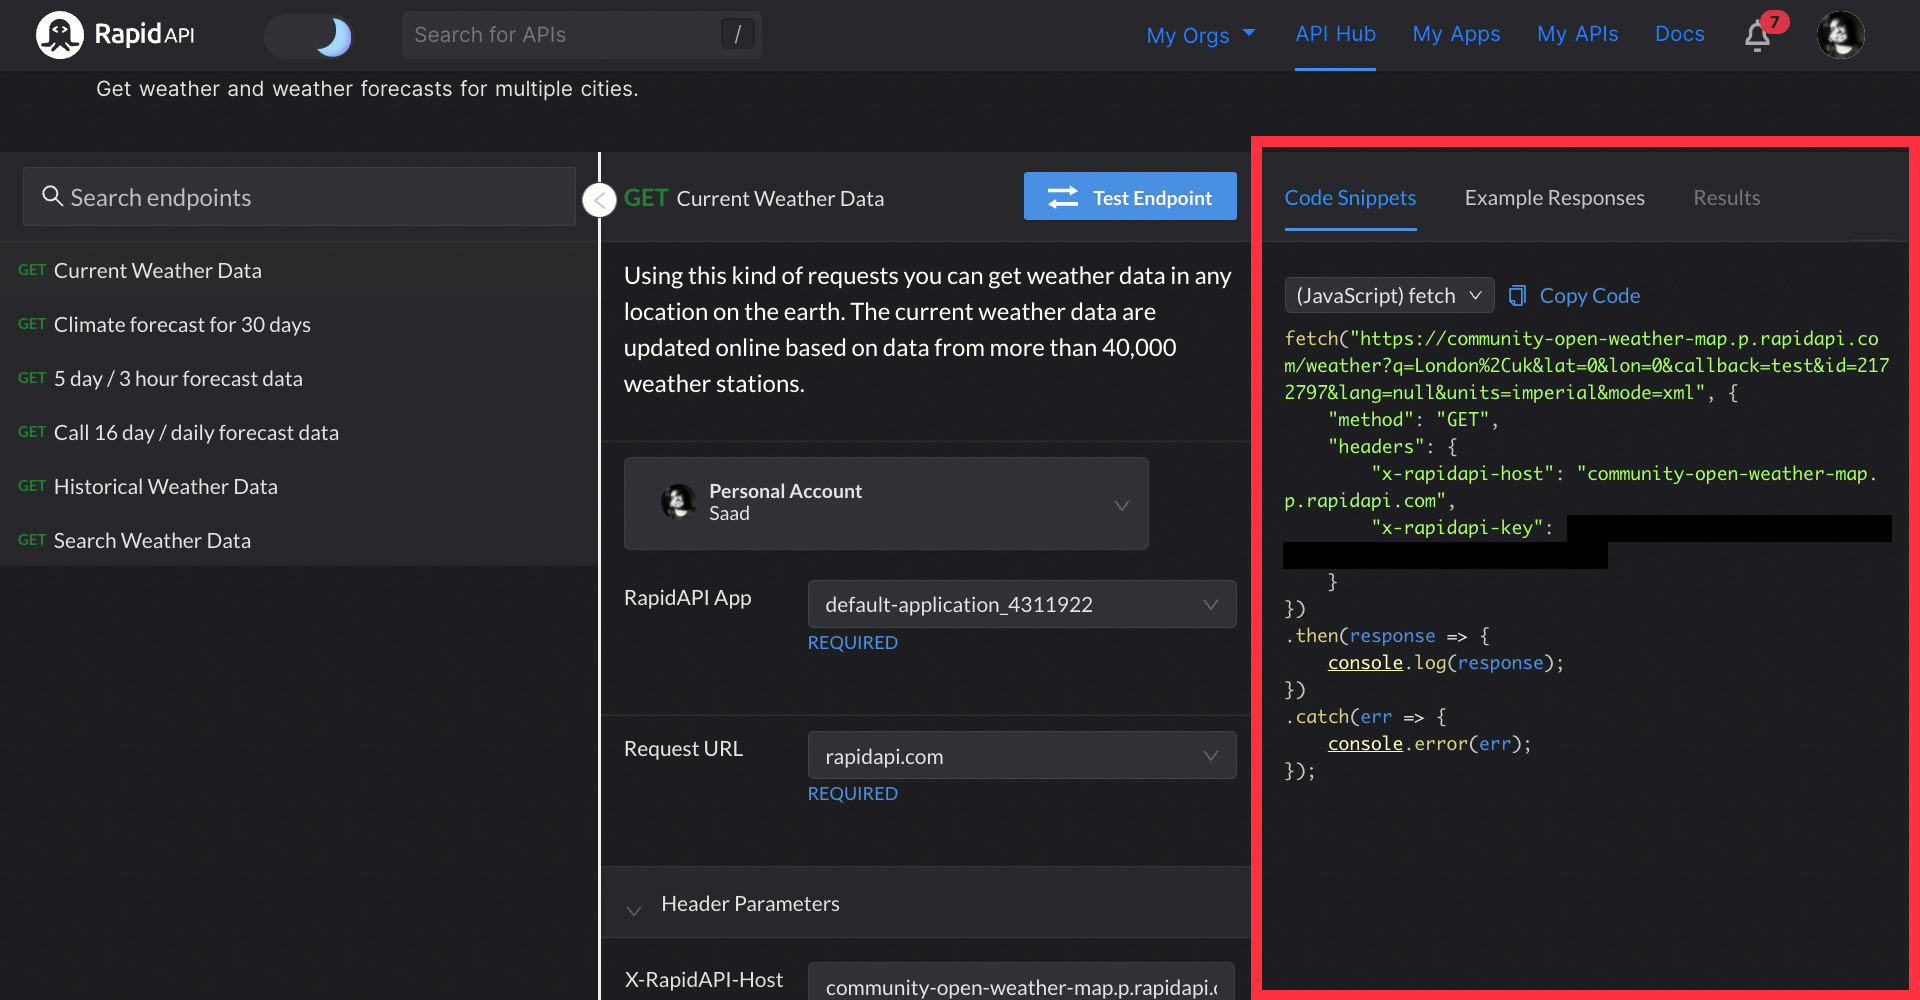 RapidAPI
Search for APIs
/
My Orgs
API Hub
My Apps
My APIs
Docs
7
Get weather and weather forecasts for multiple cities.
Search endpoints
GET Current Weather Data
GET Climate forecast for 30 days
GET 5 day / 3 hour forecast data
GET Call 16 day / daily forecast data
GET Historical Weather Data
GET Search Weather Data
GET Current Weather Data
Test Endpoint
Using this kind of requests you can get weather data in any
location on the earth. The current weather data are
updated online based on data from more than 40,000
weather stations.
Personal Account
Saad
RapidAPI App
default-application_4311922
REQUIRED
Request URL
rapidapi.com
REQUIRED
Header Parameters
X-RapidAPI-Host
community-open-weather-map.p.rapidapi.c
Code Snippets
Example Responses
Results
(JavaScript) fetch
Copy Code
fetch("https://community-open-weather-map.p.rapidapi.co
m/weather?q=London%2Cuk&lat=0&lon=0&callback=test&id=217
2797&lang=null&units=imperial&mode=xml", {
    "method": "GET",
    "headers": {
        "x-rapidapi-host": "community-open-weather-map.
p.rapidapi.com",
        "x-rapidapi-key":
    }
})
.then(response => {
    console.log(response);
})
.catch(err => {
    console.error(err);
});